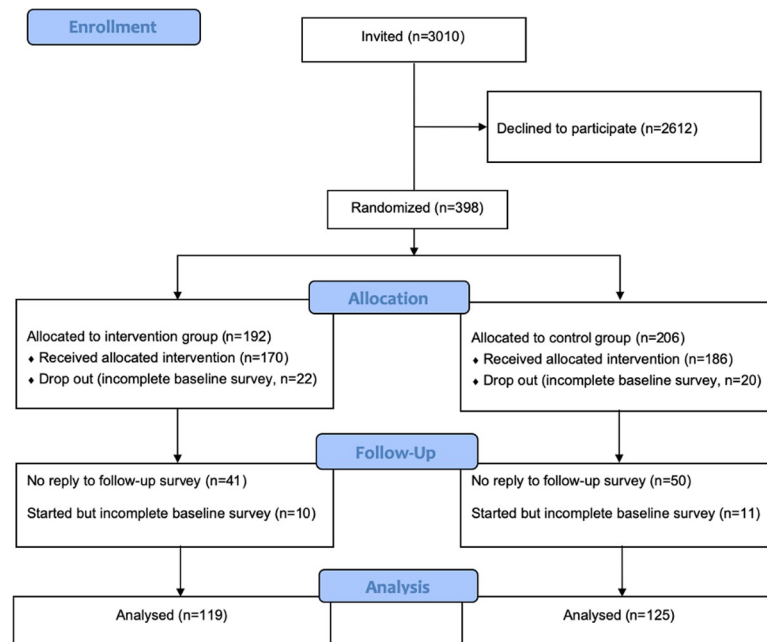 Enrollment
Invited (n=3010)
Declined to participate (n=2612)
Randomized (n=398)
Allocation
Allocated to intervention group (n=192)
♦ Received allocated intervention (n=170)
♦ Drop out (incomplete baseline survey, n=22)
Allocated to control group (n=206)
♦ Received allocated intervention (n=186)
♦ Drop out (incomplete baseline survey, n=20)
Follow-Up
No reply to follow-up survey (n=41)
Started but incomplete baseline survey (n=10)
No reply to follow-up survey (n=50)
Started but incomplete baseline survey (n=11)
Analysis
Analysed (n=119)
Analysed (n=125)